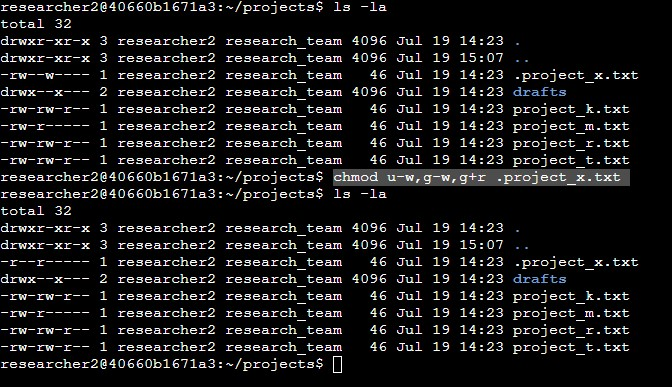 researcher2@40660b1671a3:~/projects$ ls -la
total 32
drwxr-xr-x 3 researcher2 research_team 4096 Jul 19 14:23 .
drwxr-xr-x 3 researcher2 research_team 4096 Jul 19 15:07 ..
-rw--w---- 1 researcher2 research_team   46 Jul 19 14:23 .project_x.txt
drwx--x--- 2 researcher2 research_team 4096 Jul 19 14:23 drafts
-rw-rw-r-- 1 researcher2 research_team   46 Jul 19 14:23 project_k.txt
-rw-r----- 1 researcher2 research_team   46 Jul 19 14:23 project_m.txt
-rw-rw-r-- 1 researcher2 research_team   46 Jul 19 14:23 project_r.txt
-rw-rw-r-- 1 researcher2 research_team   46 Jul 19 14:23 project_t.txt
researcher2@40660b1671a3:~/projects$ chmod u-w,g-w,g+r .project_x.txt
researcher2@40660b1671a3:~/projects$ ls -la
total 32
drwxr-xr-x 3 researcher2 research_team 4096 Jul 19 14:23 .
drwxr-xr-x 3 researcher2 research_team 4096 Jul 19 15:07 ..
-r--r----- 1 researcher2 research_team   46 Jul 19 14:23 .project_x.txt
drwx--x--- 2 researcher2 research_team 4096 Jul 19 14:23 drafts
-rw-rw-r-- 1 researcher2 research_team   46 Jul 19 14:23 project_k.txt
-rw-r----- 1 researcher2 research_team   46 Jul 19 14:23 project_m.txt
-rw-rw-r-- 1 researcher2 research_team   46 Jul 19 14:23 project_r.txt
-rw-rw-r-- 1 researcher2 research_team   46 Jul 19 14:23 project_t.txt
researcher2@40660b1671a3:~/projects$